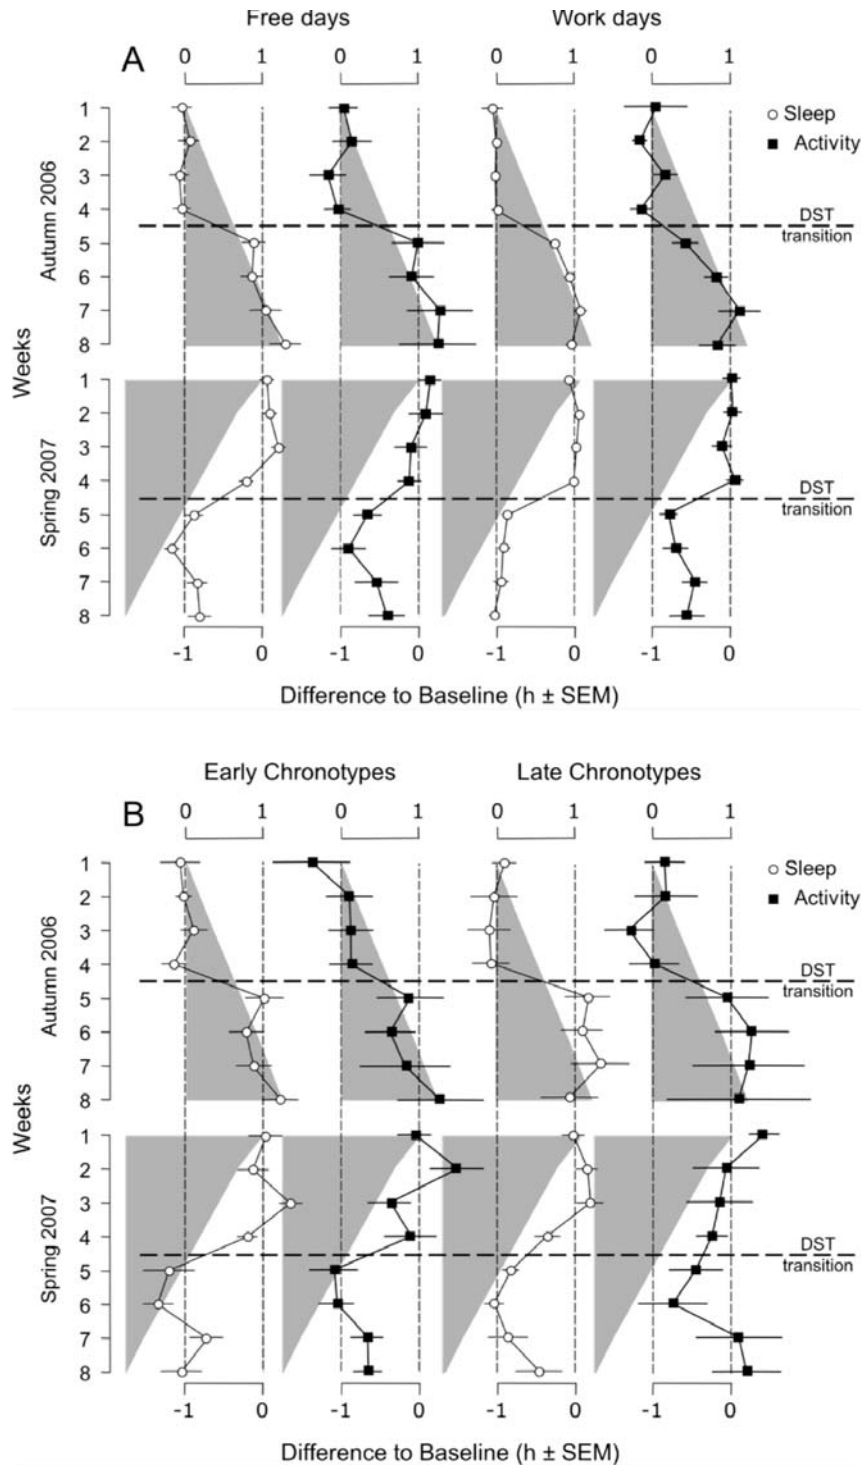 Free days Work days
A 0 1 0 1 0 1 0 1
1
2
3
4
5
6
7
8
Autumn 2006
○ Sleep
■ Activity
DST
transition
Weeks
1
2
3
4
5
6
7
8
Spring 2007
DST
transition
-1 0 -1 0 -1 0 -1 0
Difference to Baseline (h ± SEM)
Early Chronotypes Late Chronotypes
B 0 1 0 1 0 1 0 1
1
2
3
4
5
6
7
8
Autumn 2006
○ Sleep
■ Activity
DST
transition
Weeks
1
2
3
4
5
6
7
8
Spring 2007
DST
transition
-1 0 -1 0 -1 0 -1 0
Difference to Baseline (h ± SEM)